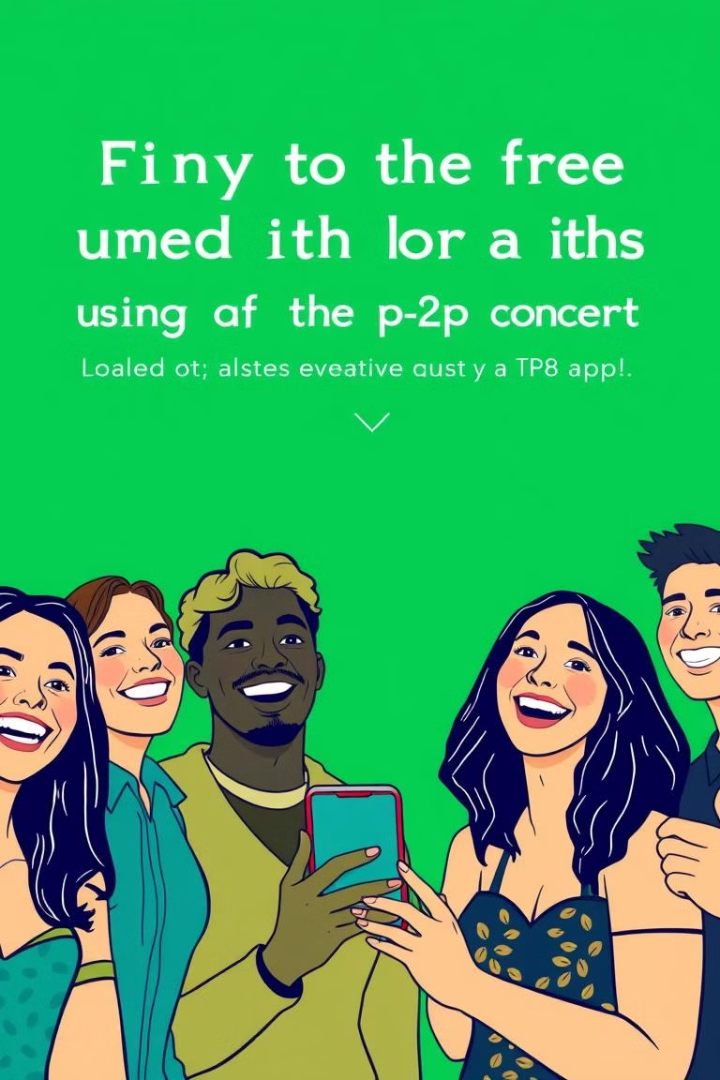 Finy to the free
umed ith lor a iths
using af the p-2p concert
Loaled ot; alstes eveative qust y a TP8 app!.